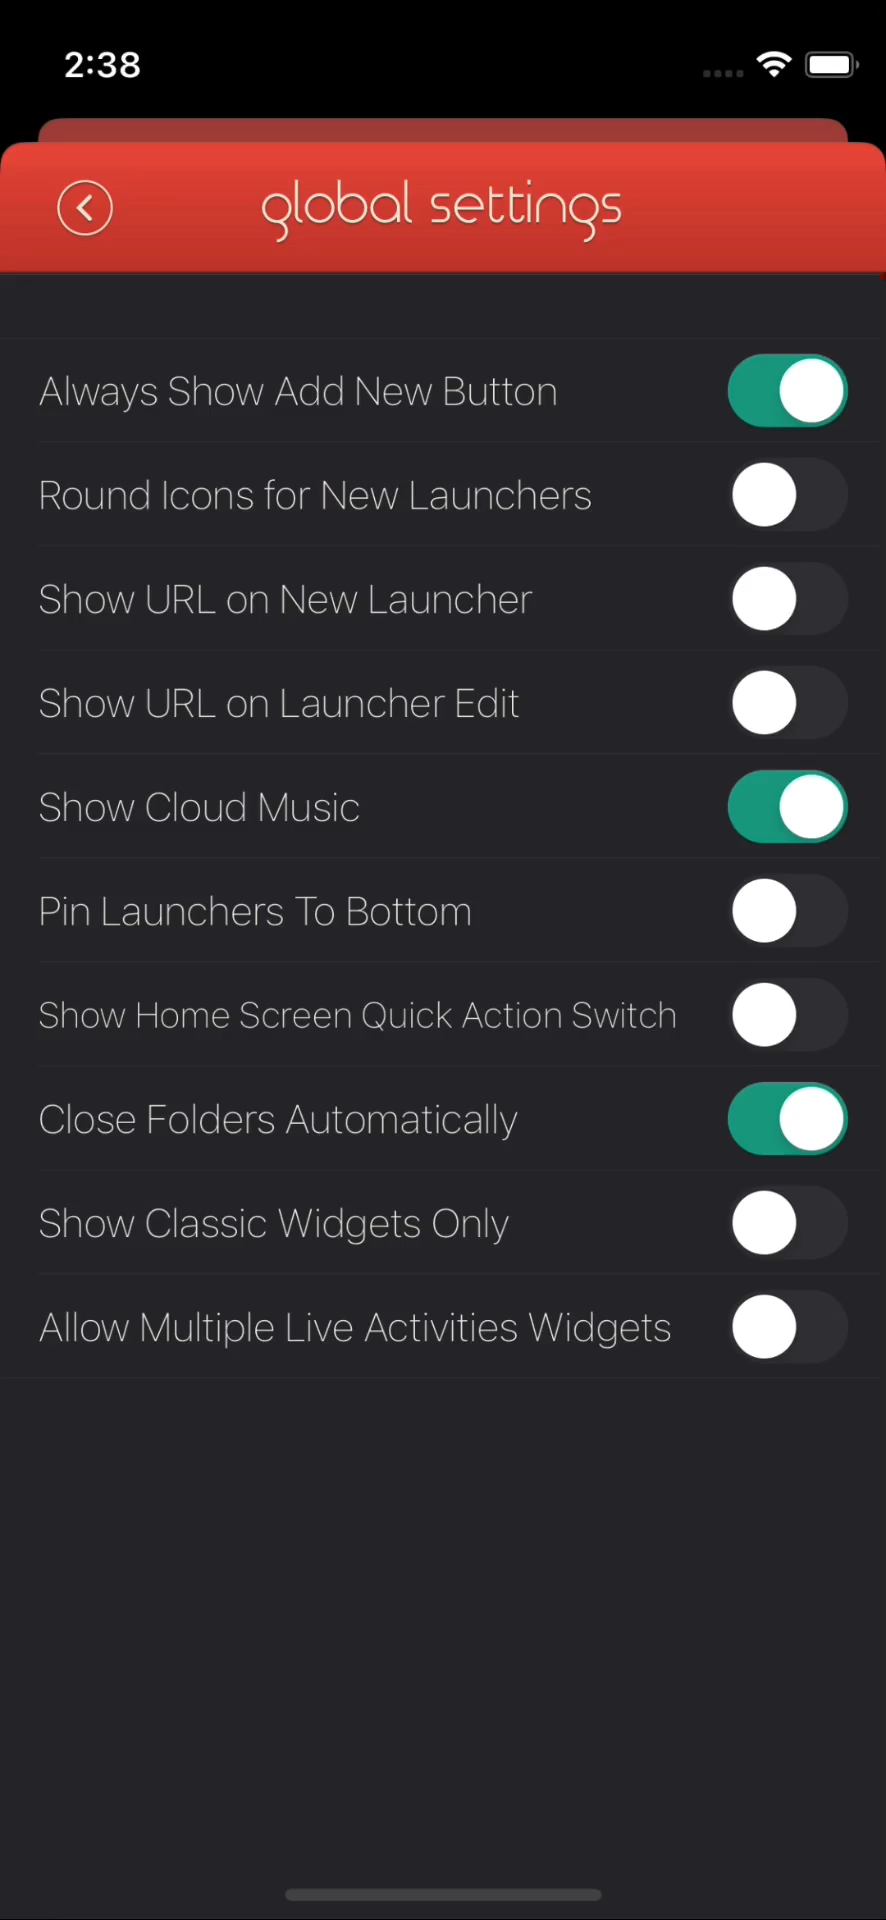 2:38
global settings
Always Show Add New Button
Round Icons for New Launchers
Show URL on New Launcher
Show URL on Launcher Edit
Show Cloud Music
Pin Launchers To Bottom
Show Home Screen Quick Action Switch
Close Folders Automatically
Show Classic Widgets Only
Allow Multiple Live Activities Widgets